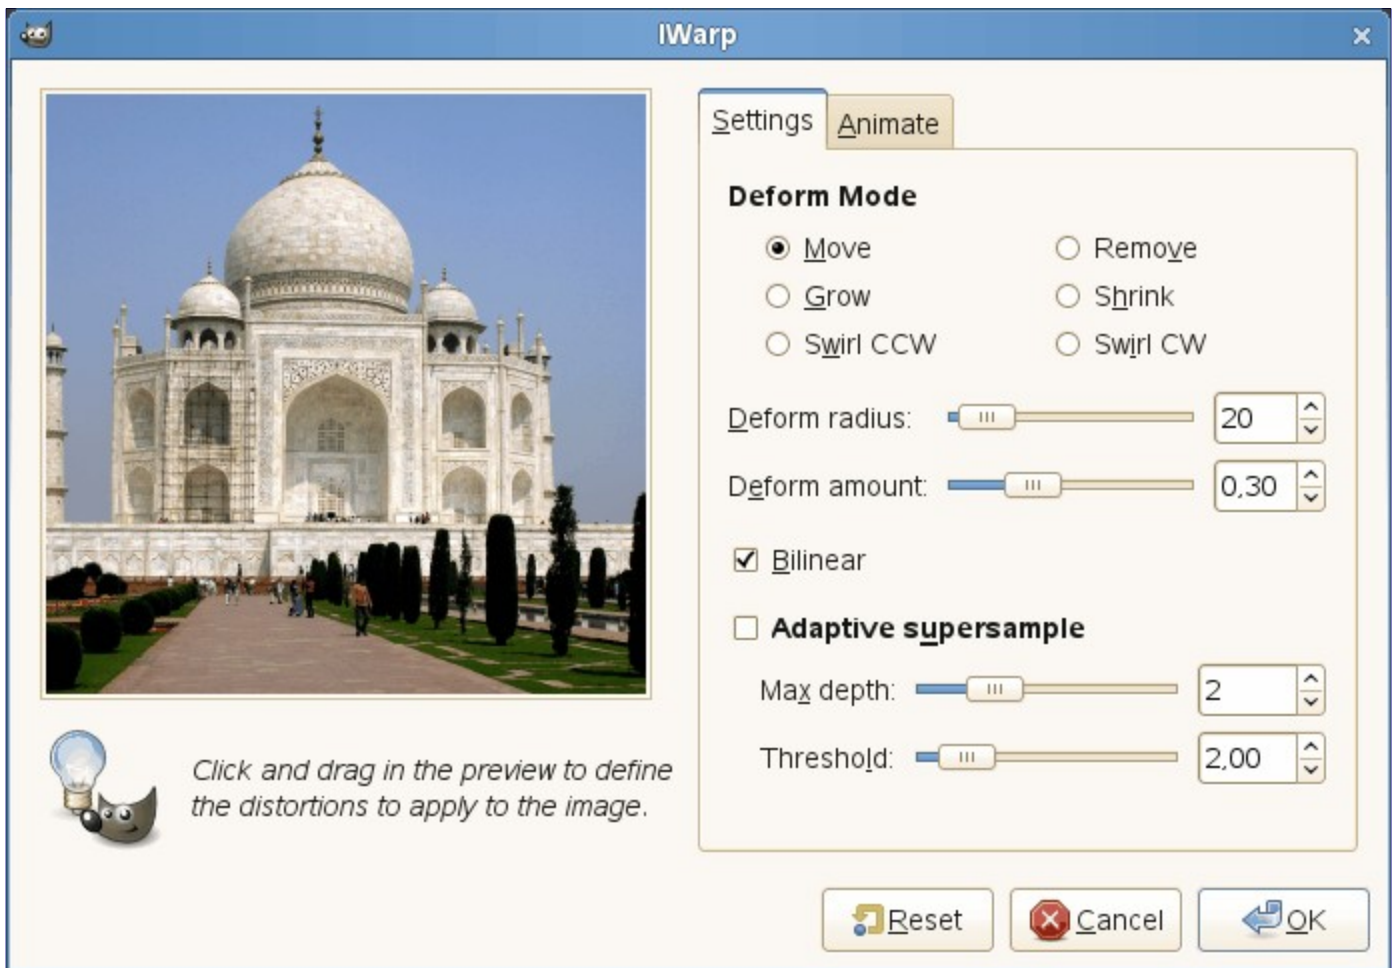 IWarp
Settings Animate
Deform Mode
Move Remove
Grow Shrink
Swirl CCW Swirl CW
Deform radius: 20
Deform amount: 0,30
Bilinear
Adaptive supersample
Max depth: 2
Threshold: 2,00
Click and drag in the preview to define
the distortions to apply to the image.
Reset Cancel OK